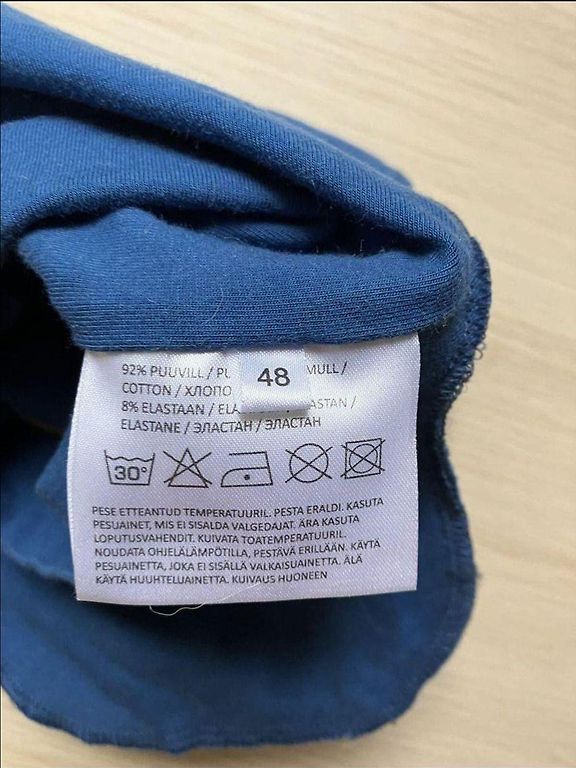 92% PUUVILL / PU MULL /
48
COTTON / ХЛОПО
8% ELASTAAN / ELA ASTAN /
ELASTANE / ЭЛАСТАН / ЭЛАСТАН
30°
PESE ETTEANTUD TEMPERATUURIL. PESTA ERALDI. KASUTA
PESUAINET, MIS EI SISALDA VALGEDAJAT. ÄRA KASUTA
LOPUTUSVAHENDIT. KUIVATA TOATEMPERATUURIL.
NOUDATA OHJELÄLÄMPÖTILLA, PESTÄVÄ ERILLÄÄN. KÄYTÄ
PESUAINETTA, JOKA EI SISÄLLÄ VALKAISUAINETTA. ÄLÄ
KÄYTÄ HUUHTELUAINETTA. KUIVAUS HUONEEN